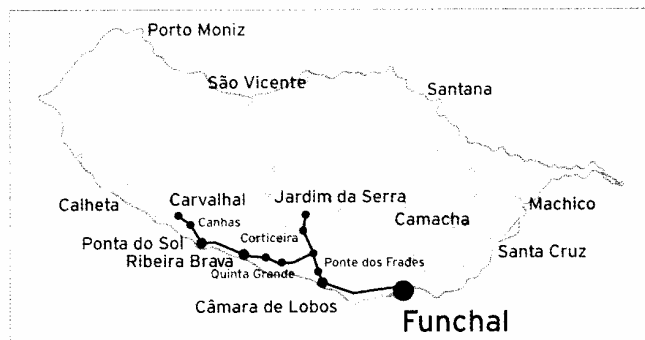 Porto Moniz
São Vicente
Santana
Calheta
Carvalhal
Jardim da Serra
Machico
Canhas
Camacha
Corticeira
Ponta do Sol
Santa Cruz
Ribeira Brava
Ponte dos Frades
Quinta Grande
Câmara de Lobos
Funchal